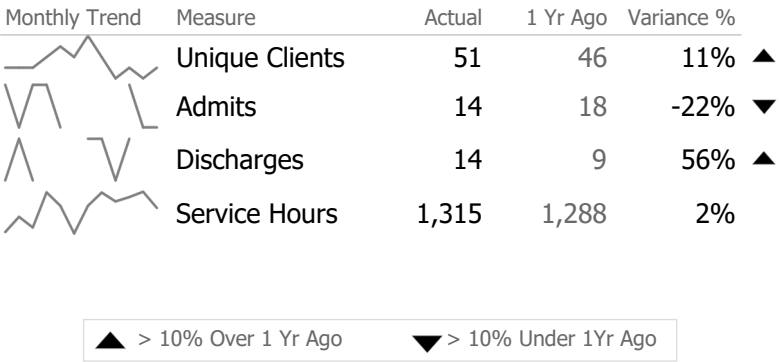 Monthly Trend Measure Actual 1 Yr Ago Variance %
Unique Clients 51 46 11%
Admits 14 18 -22%
Discharges 14 9 56%
Service Hours 1,315 1,288 2%
> 10% Over 1 Yr Ago > 10% Under 1Yr Ago